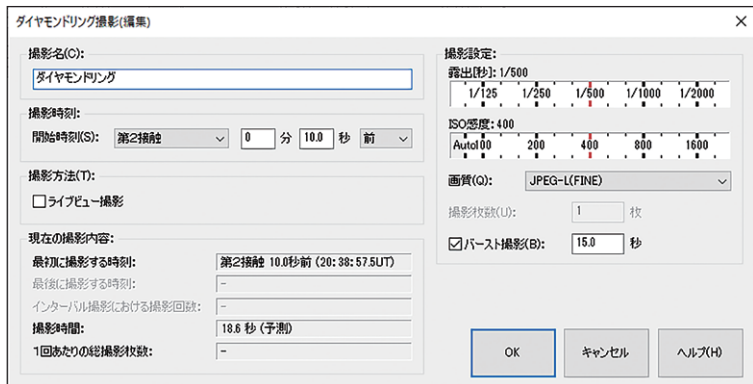 ダイヤモンドリング撮影(編集)
撮影名(C):
ダイヤモンドリング
撮影時刻:
開始時刻(S): 第2接触 0 分 10.0 秒 前
撮影方法(T):
ライブビュー撮影
現在の撮影内容:
最初に撮影する時刻: 第2接触 10.0秒前 (20:38:57.5UT)
最後に撮影する時刻: -
インターバル撮影における撮影回数: -
撮影時間: 18.6 秒 (予測)
1回あたりの総撮影枚数: -
撮影設定:
露出[秒]: 1/500
1/125 1/250 1/500 1/1000 1/2000
ISO感度: 400
Auto100 200 400 800 1600
画質(Q): JPEG-L(FINE)
撮影枚数(U): 1 枚
バースト撮影(B): 15.0 秒
OK キャンセル ヘルプ(H)